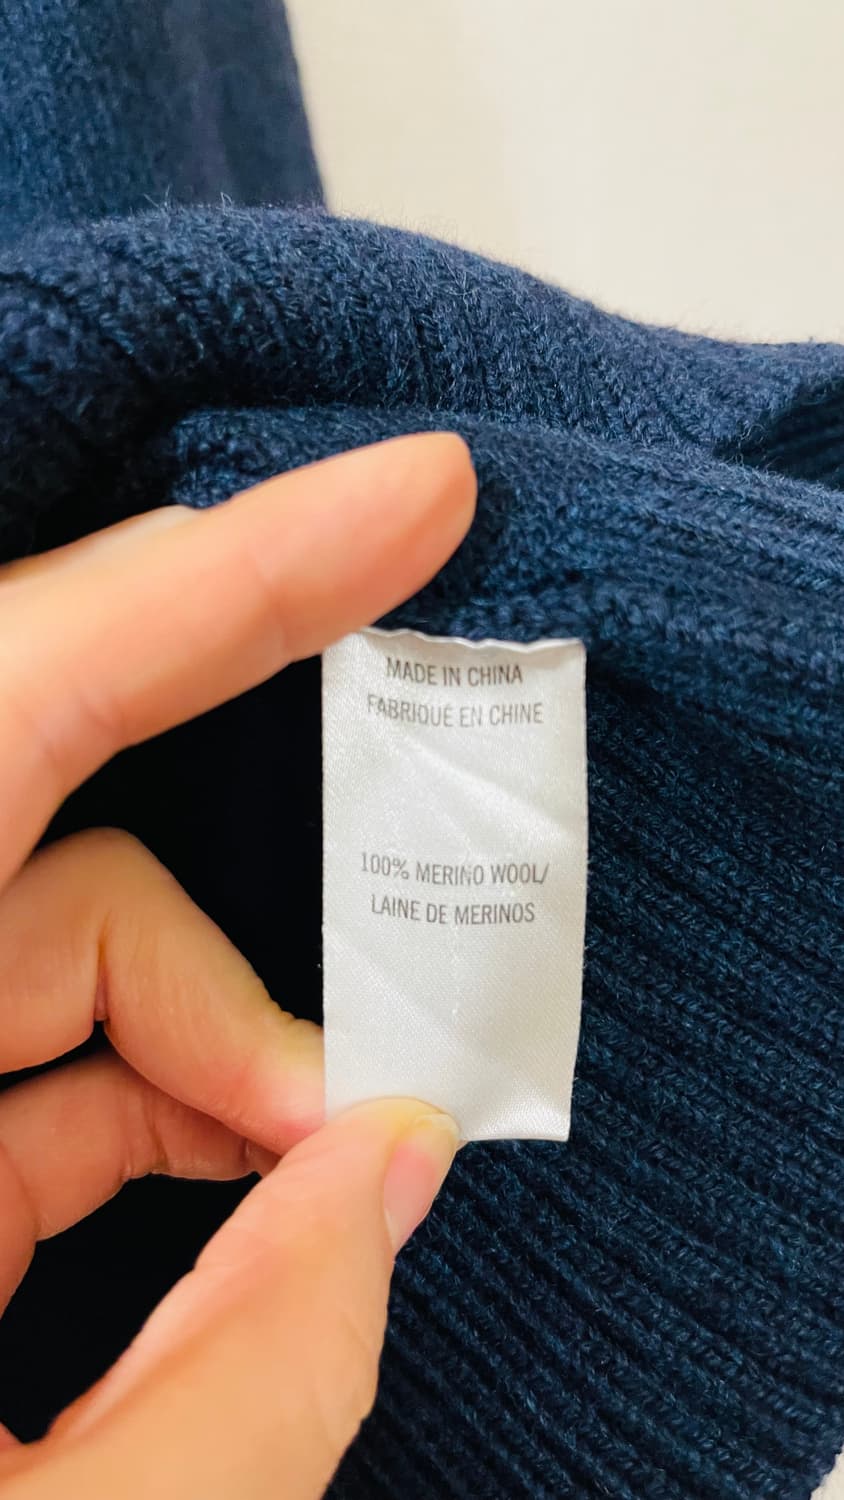 MADE IN CHINA
FABRIQUÉ EN CHINE
100% MERINO WOOL/
LAINE DE MERINOS